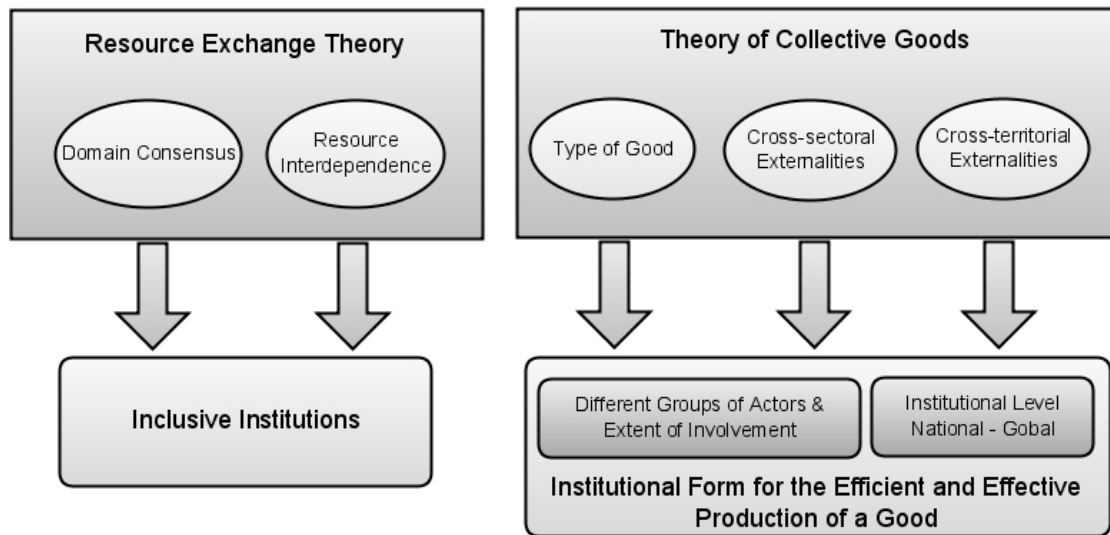 Resource Exchange Theory
Domain Consensus
Resource
Interdependence
Inclusive Institutions
Theory of Collective Goods
Type of Good
Cross-sectoral
Externalities
Cross-territorial
Externalities
Different Groups of Actors &
Extent of Involvement
Institutional Level
National - Gobal
Institutional Form for the Efficient and Effective
Production of a Good